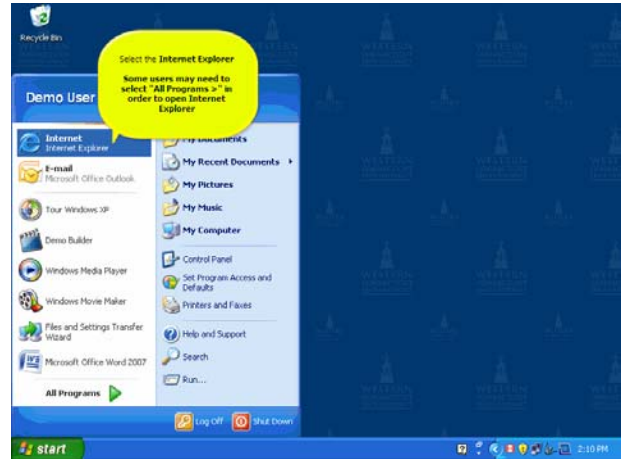 Recycle Bin
Select the Internet Explorer
Some users may need to
select "All Programs >" in
order to open Internet
Explorer
Demo User
Internet
Internet Explorer
E-mail
Microsoft Office Outlook
Tour Windows XP
Demo Builder
Windows Media Player
Windows Movie Maker
Files and Settings Transfer
Wizard
Microsoft Office Word 2007
All Programs
My Documents
My Recent Documents
My Pictures
My Music
My Computer
Control Panel
Set Program Access and
Defaults
Printers and Faxes
Help and Support
Search
Run...
Log Off
Shut Down
start
2:10 PM